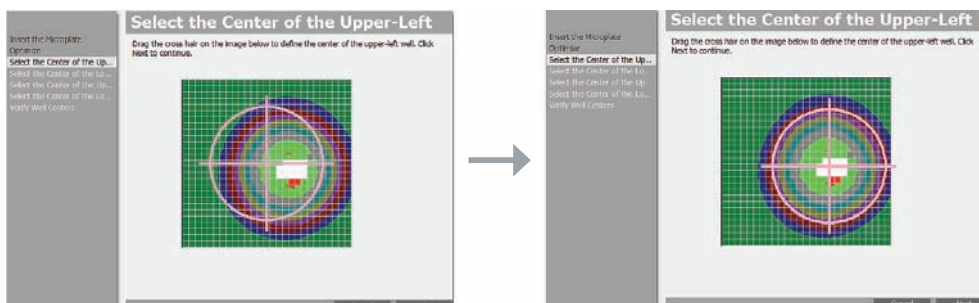 Select the Center of the Upper-Left
Drag the cross hair on the image below to define the center of the upper-left well. Click
Next to continue.
Insert the Microplate
Optimize
Select the Center of the Up...
Select the Center of the Lo...
Select the Center of the Up...
Select the Center of the Lo...
Verify Well Centers
Select the Center of the Upper-Left
Drag the cross hair on the image below to define the center of the upper-left well. Click
Next to continue.
Insert the Microplate
Optimize
Select the Center of the Up...
Select the Center of the Lo...
Select the Center of the Up...
Select the Center of the Lo...
Verify Well Centers